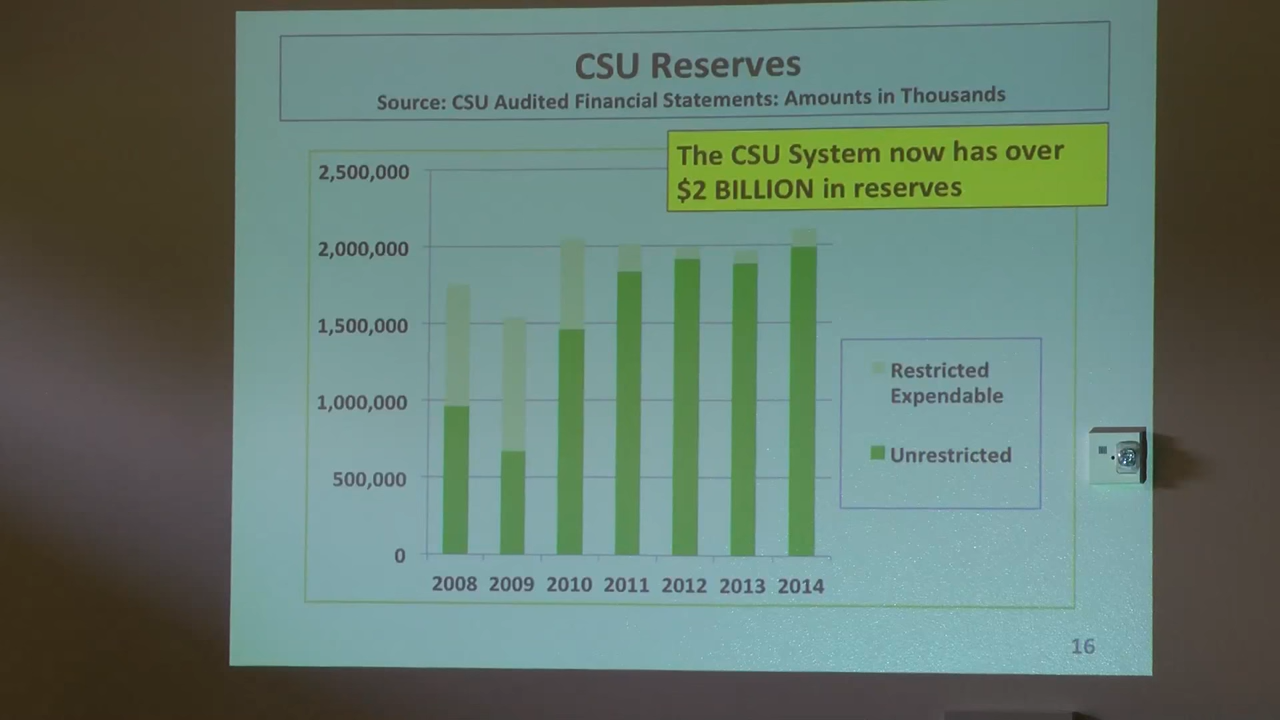 CSU Reserves
Source: CSU Audited Financial Statements: Amounts in Thousands
The CSU System now has over
$2 BILLION in reserves
2,500,000
2,000,000
1,500,000
1,000,000
500,000
0
2008 2009 2010 2011 2012 2013 2014
Restricted
Expendable
Unrestricted
16